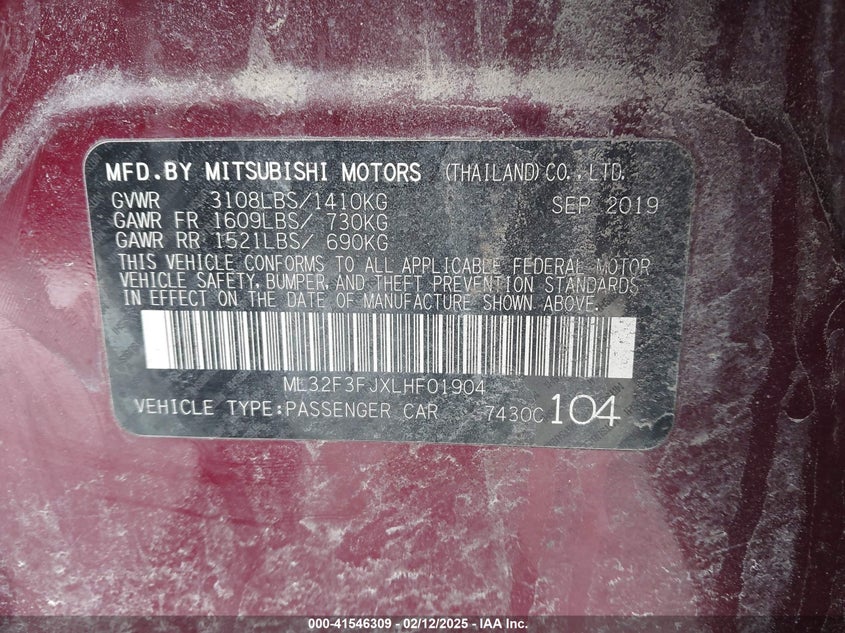 MFD.BY MITSUBISHI MOTORS (THAILAND)CO.,LTD.
GVWR 3108LBS/1410KG SEP 2019
GAWR FR 1609LBS/ 730KG
GAWR RR 1521LBS/ 690KG
THIS VEHICLE CONFORMS TO ALL APPLICABLE FEDERAL MOTOR
VEHICLE SAFETY, BUMPER, AND THEFT PREVENTION STANDARDS
IN EFFECT ON THE DATE OF MANUFACTURE SHOWN ABOVE.
ML32F3FJXLHF01904
VEHICLE TYPE:PASSENGER CAR 7430C 104
000-41546309 — 02/12/2025 — IAA Inc.